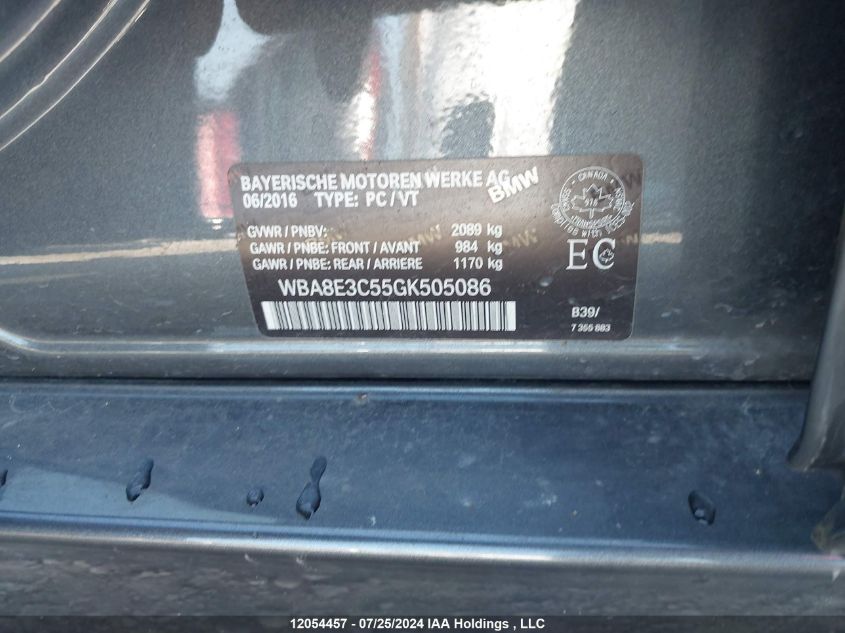 BAYERISCHE MOTOREN WERKE AG
BMW
06/2016 TYPE: PC / VT
GVWR / PNBV: 2089 kg
GAWR / PNBE: FRONT / AVANT 984 kg
GAWR / PNBE: REAR / ARRIERE 1170 kg
WBA8E3C55GK505086
CANADA
EC
B39/
7 355 883
12054457 - 07/25/2024 IAA Holdings , LLC